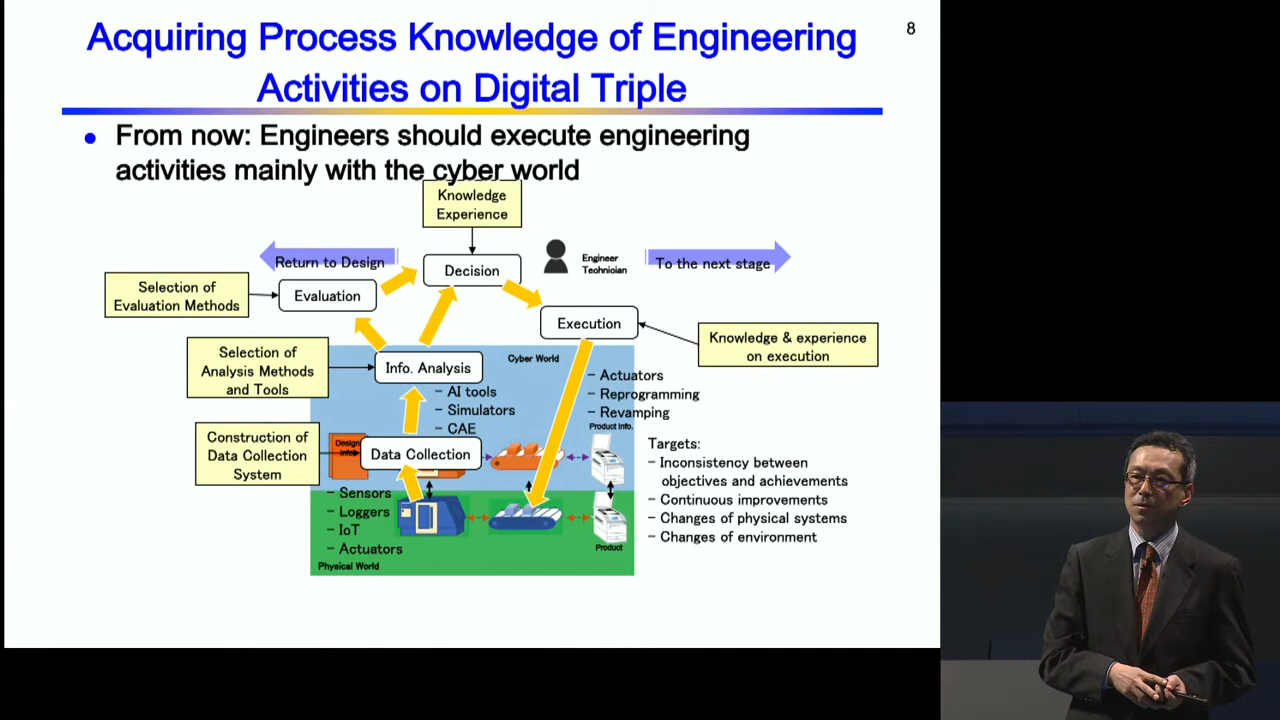 8
Acquiring Process Knowledge of Engineering
Activities on Digital Triple
● From now: Engineers should execute engineering
activities mainly with the cyber world
Knowledge
Experience
Return to Design
Decision
Engineer
Technician
To the next stage
Selection of
Evaluation Methods
Evaluation
Execution
Knowledge & experience
on execution
Selection of
Analysis Methods
and Tools
Info. Analysis
Cyber World
- AI tools
- Simulators
- CAE
- Actuators
- Reprogramming
- Revamping
Product Info.
Construction of
Data Collection
System
Design
Info
Data Collection
Targets:
- Inconsistency between
objectives and achievements
- Continuous improvements
- Changes of physical systems
- Changes of environment
- Sensors
- Loggers
- IoT
- Actuators
Product
Physical World